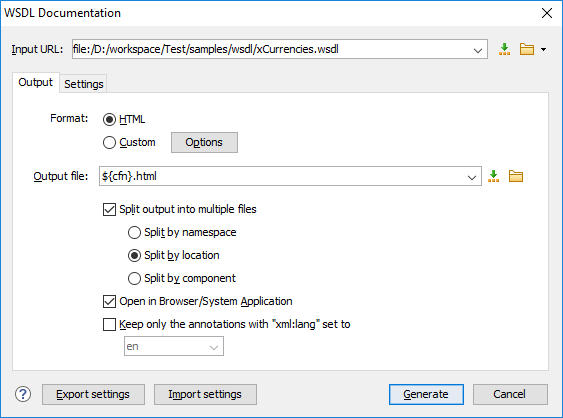 WSDL Documentation
Input URL: file:/D:/workspace/Test/samples/wsdl/xCurrencies.wsdl
Output Settings
Format: HTML
Custom Options
Output file: ${cfn}.html
Split output into multiple files
Split by namespace
Split by location
Split by component
Open in Browser/System Application
Keep only the annotations with "xml:lang" set to
en
? Export settings Import settings Generate Cancel